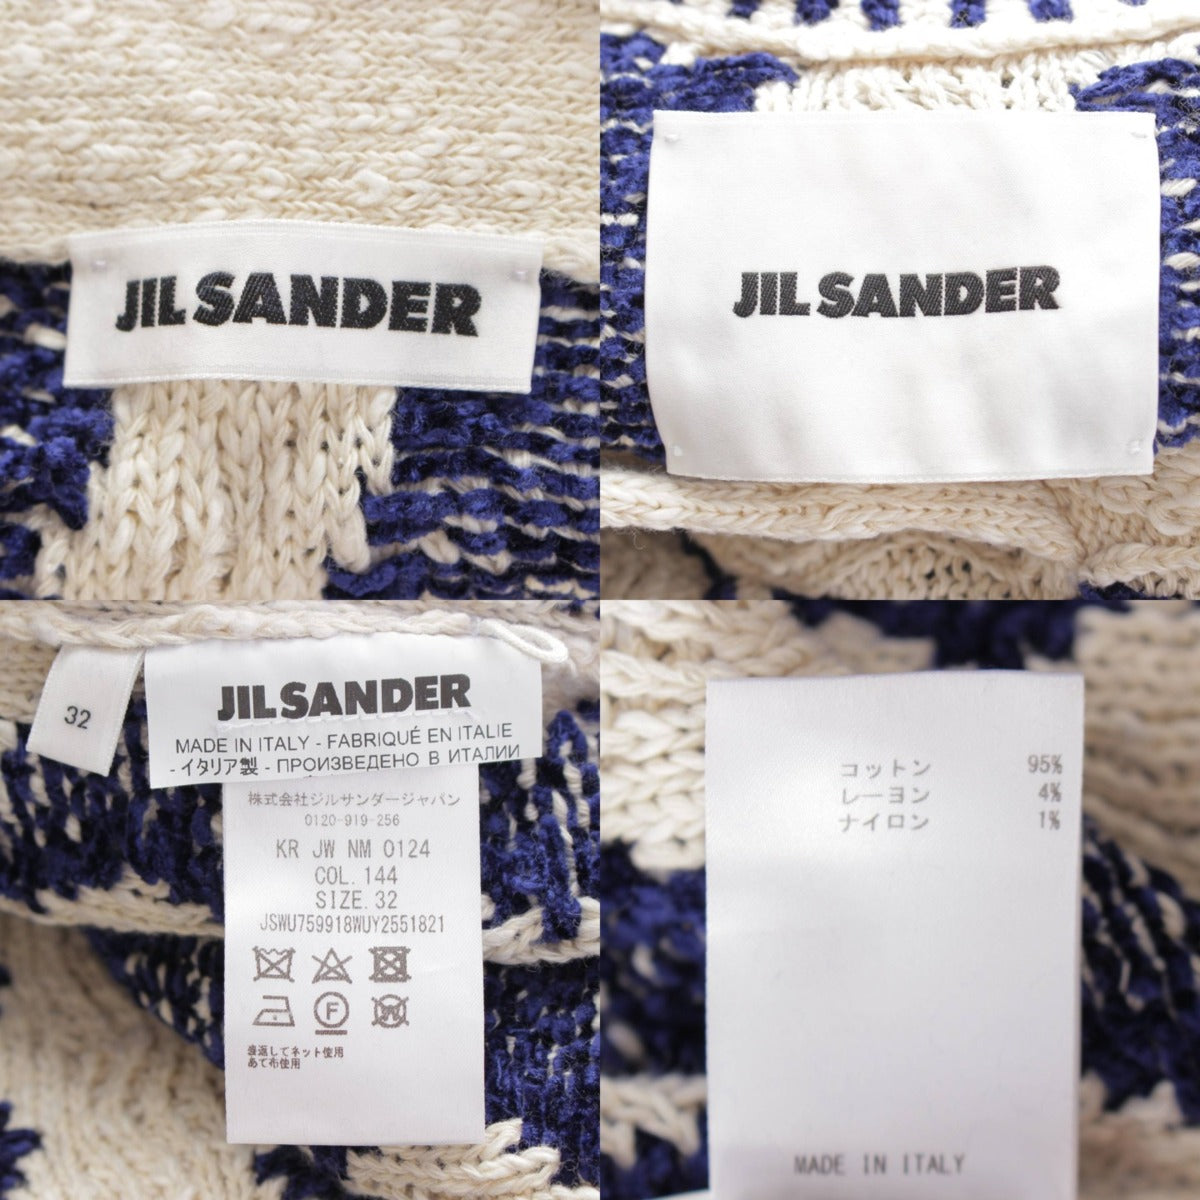 JIL SANDER
JIL SANDER
32
JIL SANDER
MADE IN ITALY - FABRIQUÉ EN ITALIE
- イタリア製 - ПРОИЗВЕДЕНО В ИТАЛИИ
株式会社ジルサンダージャパン
0120-919-256
KR JW NM 0124
COL. 144
SIZE. 32
JSWU759918WUY2551821
F
W
裏返してネット使用
あて布使用
コットン 95%
レーヨン 4%
ナイロン 1%
MADE IN ITALY